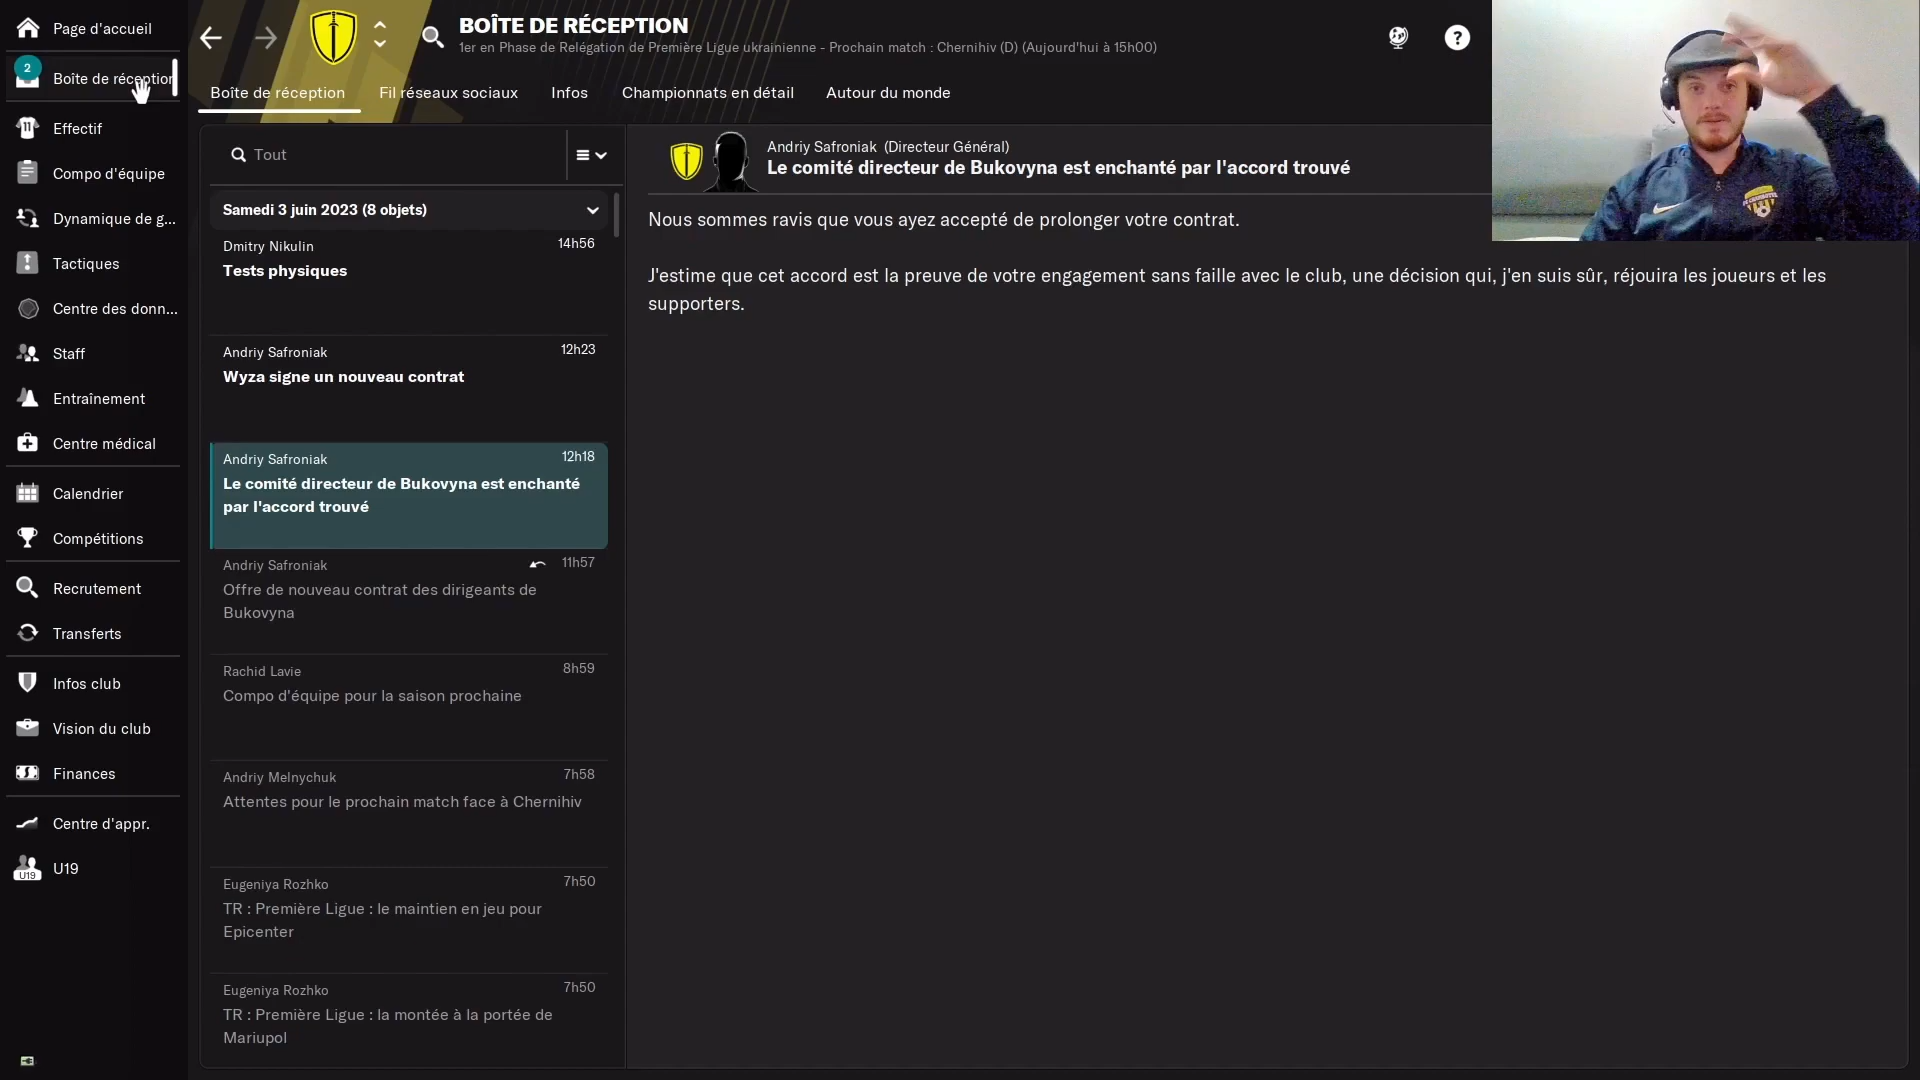 Page d'accueil
2
Boîte de réception
Effectif
Compo d'équipe
Dynamique de g...
Tactiques
Centre des donn...
Staff
Entraînement
Centre médical
Calendrier
Compétitions
Recrutement
Transferts
Infos club
Vision du club
Finances
Centre d'appr.
U19
U19
BOÎTE DE RÉCEPTION
1er en Phase de Relégation de Première Ligue ukrainienne - Prochain match : Chernihiv (D) (Aujourd'hui à 15h00)
?
Boîte de réception
Fil réseaux sociaux
Infos
Championnats en détail
Autour du monde
Tout
Samedi 3 juin 2023 (8 objets)
Dmitry Nikulin 14h56
Tests physiques
Andriy Safroniak 12h23
Wyza signe un nouveau contrat
Andriy Safroniak 12h18
Le comité directeur de Bukovyna est enchanté
par l'accord trouvé
Andriy Safroniak 11h57
Offre de nouveau contrat des dirigeants de
Bukovyna
Rachid Lavie 8h59
Compo d'équipe pour la saison prochaine
Andriy Melnychuk 7h58
Attentes pour le prochain match face à Chernihiv
Eugeniya Rozhko 7h50
TR : Première Ligue : le maintien en jeu pour
Epicenter
Eugeniya Rozhko 7h50
TR : Première Ligue : la montée à la portée de
Mariupol
Andriy Safroniak (Directeur Général)
Le comité directeur de Bukovyna est enchanté par l'accord trouvé
Nous sommes ravis que vous ayez accepté de prolonger votre contrat.
J'estime que cet accord est la preuve de votre engagement sans faille avec le club, une décision qui, j'en suis sûr, réjouira les joueurs et les
supporters.